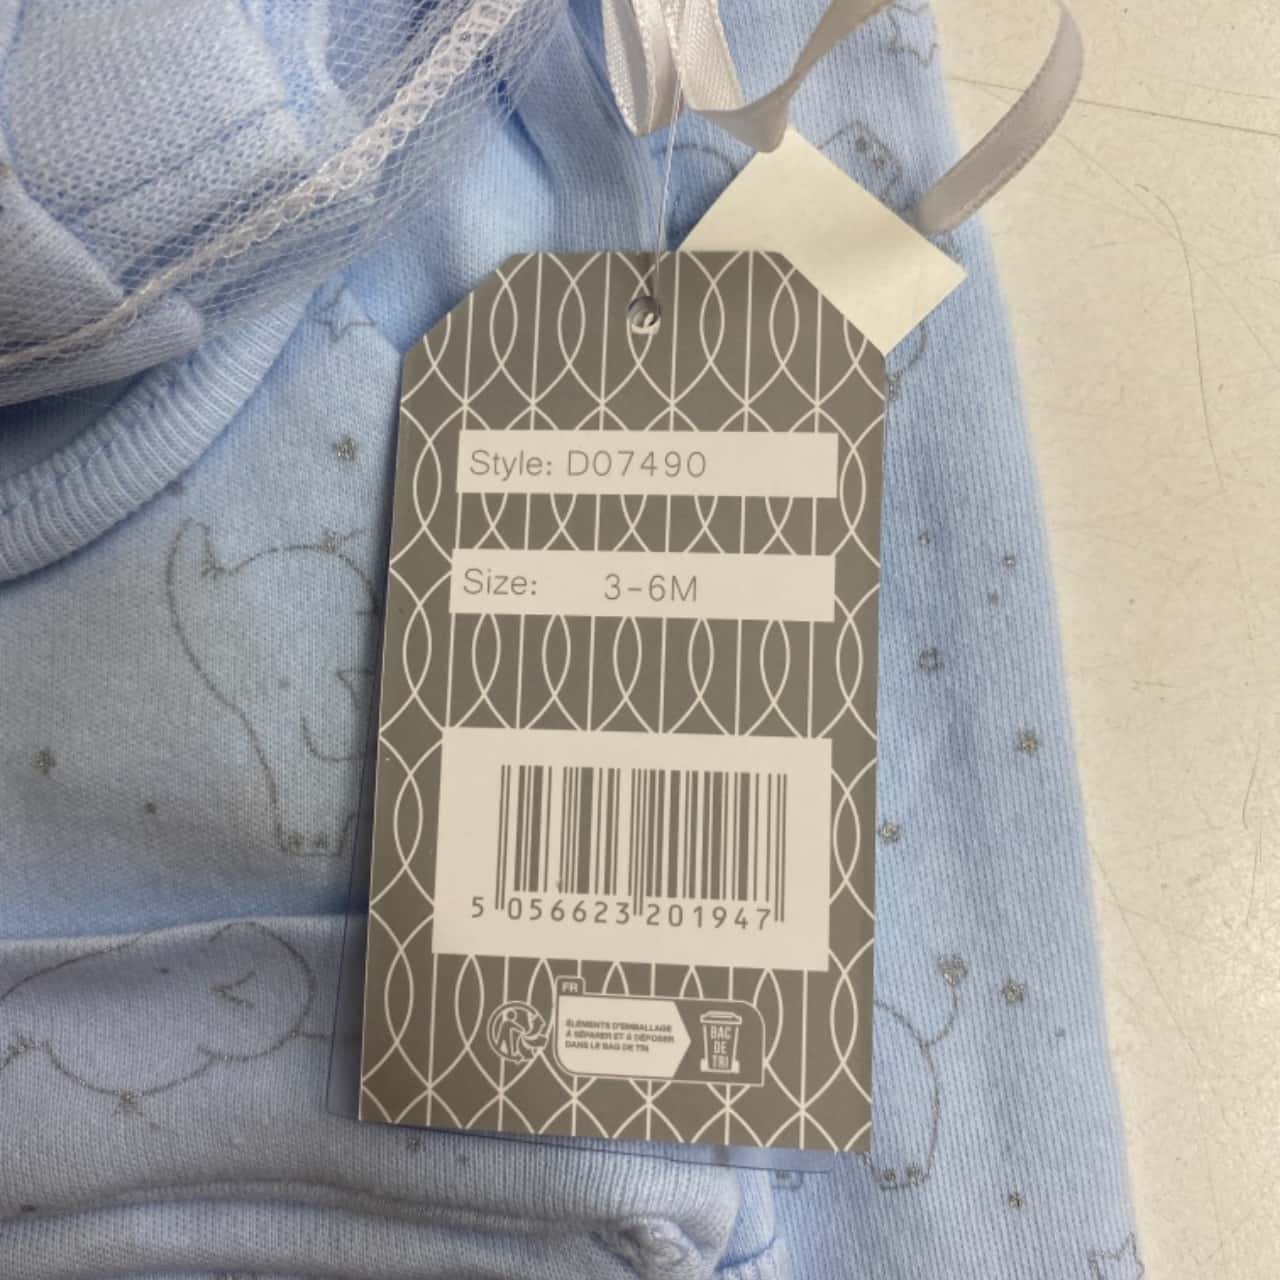 Style: D07490
Size: 3-6M
5 056623 201947
FR
ÉLÉMENTS D'EMBALLAGE
À SÉPARER ET À DÉPOSER
DANS LE BAC DE TRI
BAC
DE
TRI